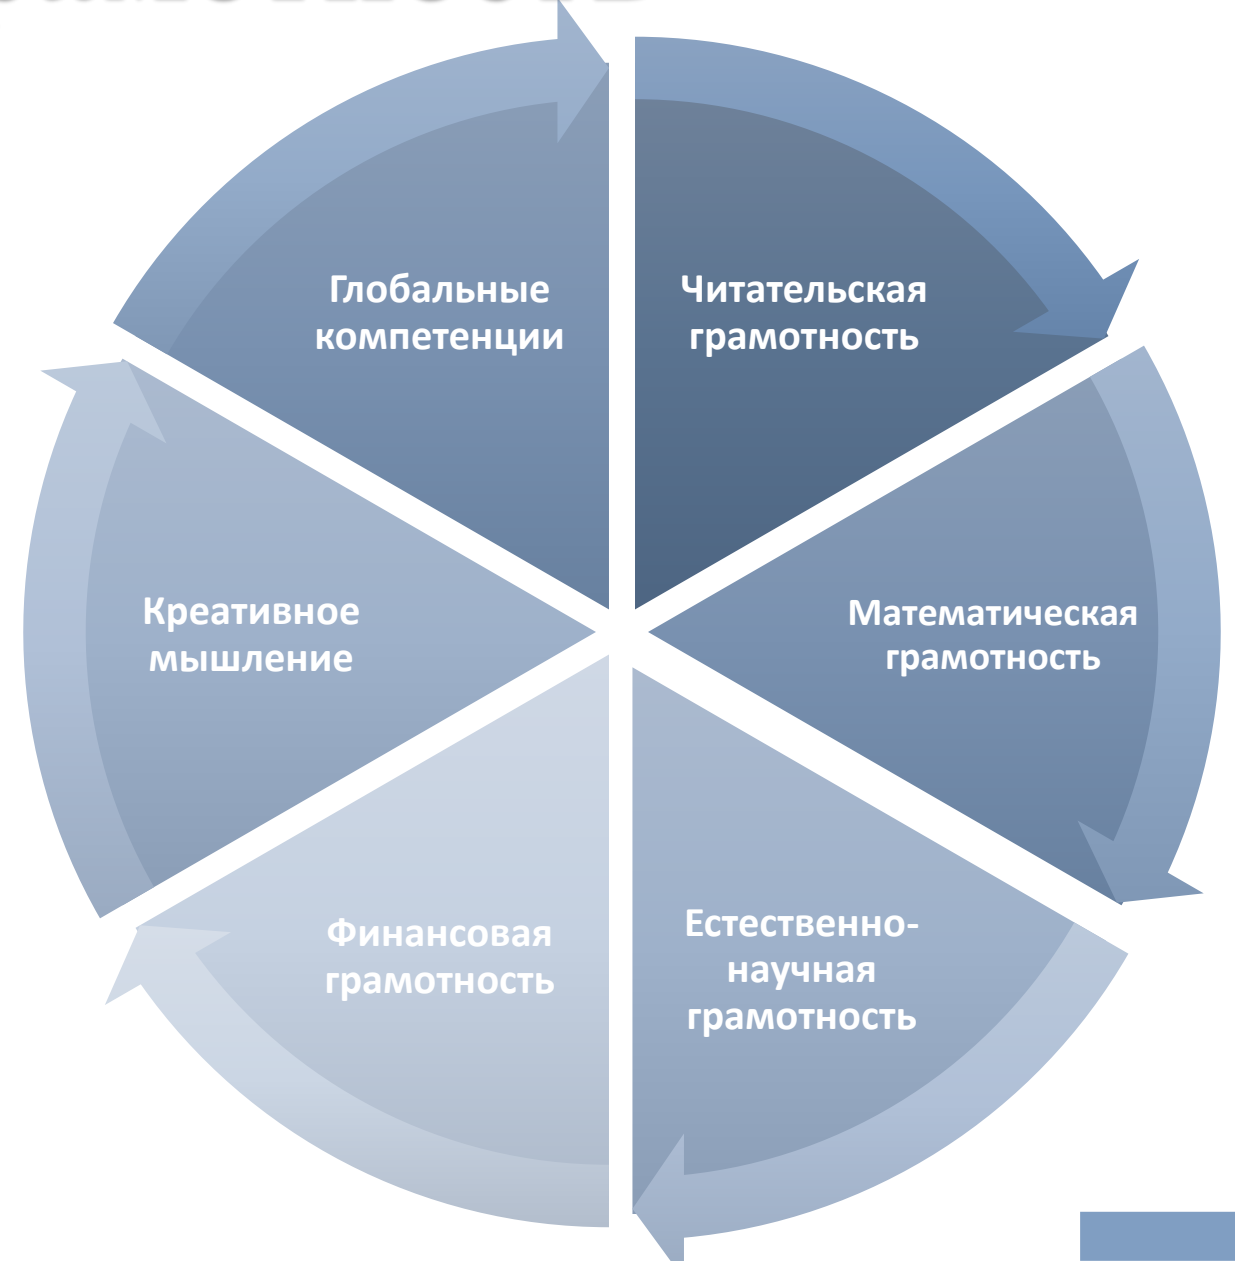 Глобальные
компетенции
Читательская
грамотность
Креативное
мышление
Математическая
грамотность
Финансовая
грамотность
Естественно-
научная
грамотность